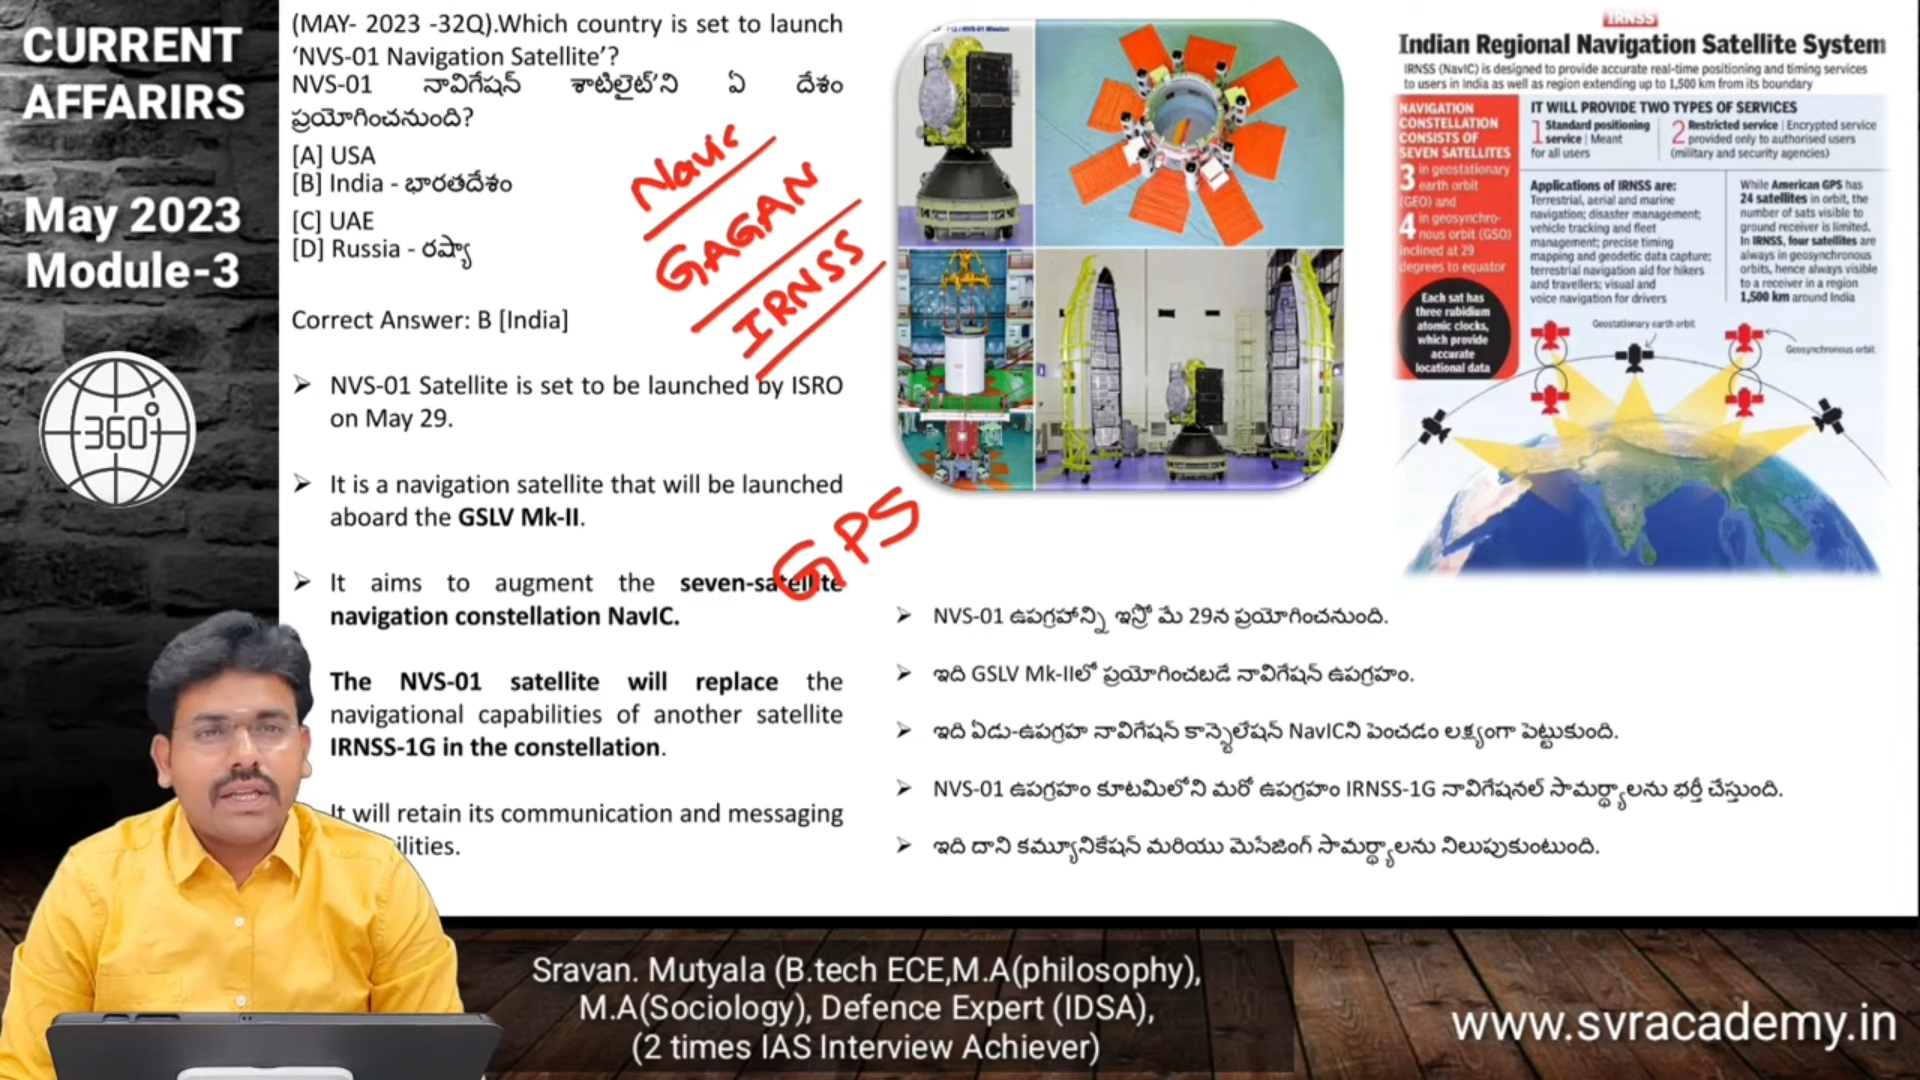 CURRENT
AFFARIRS
May 2023
Module-3
360°
(MAY- 2023 -32Q).Which country is set to launch
‘NVS-01 Navigation Satellite’?
NVS-01 నావిగేషన్ శాటిలైట్’ని ఏ దేశం
ప్రయోగించనుంది?
[A] USA
[B] India - భారతదేశం
[C] UAE
[D] Russia - రష్యా
Correct Answer: B [India]
➢ NVS-01 Satellite is set to be launched by ISRO
on May 29.
➢ It is a navigation satellite that will be launched
aboard the GSLV Mk-II.
➢ It aims to augment the seven-satellite
navigation constellation NavIC.
The NVS-01 satellite will replace the
navigational capabilities of another satellite
IRNSS-1G in the constellation.
It will retain its communication and messaging
ilities.
Navic
GAGAN
IRNSS
GPS
IRNSS
Indian Regional Navigation Satellite System
IRNSS (NavIC) is designed to provide accurate real-time positioning and timing services
to users in India as well as region extending up to 1,500 km from its boundary
NAVIGATION
CONSTELLATION
CONSISTS OF
SEVEN SATELLITES
3 in geostationary
earth orbit
(GEO) and
4 in geosynchro-
nous orbit (GSO)
inclined at 29
degrees to equator
Each sat has
three rubidium
atomic clocks,
which provide
accurate
locational data
IT WILL PROVIDE TWO TYPES OF SERVICES
1 Standard positioning
service | Meant
for all users
2 Restricted service | Encrypted service
provided only to authorised users
(military and security agencies)
Applications of IRNSS are:
Terrestrial, aerial and marine
navigation; disaster management;
vehicle tracking and fleet
management; precise timing
mapping and geodetic data capture;
terrestrial navigation aid for hikers
and travellers; visual and
voice navigation for drivers
While American GPS has
24 satellites in orbit, the
number of sats visible to
ground receiver is limited.
In IRNSS, four satellites are
always in geosynchronous
orbits, hence always visible
to a receiver in a region
1,500 km around India
Geostationary earth orbit
Geosynchronous orbit
➢ NVS-01 ఉపగ్రహాన్ని ఇస్రో మే 29న ప్రయోగించనుంది.
➢ ఇది GSLV Mk-IIలో ప్రయోగించబడే నావిగేషన్ ఉపగ్రహం.
➢ ఇది ఏడు-ఉపగ్రహ నావిగేషన్ కాన్స్టెలేషన్ NavICని పెంచడం లక్ష్యంగా పెట్టుకుంది.
➢ NVS-01 ఉపగ్రహం కూటమిలోని మరో ఉపగ్రహం IRNSS-1G నావిగేషనల్ సామర్థ్యాలను భర్తీ చేస్తుంది.
➢ ఇది దాని కమ్యూనికేషన్ మరియు మెసేజింగ్ సామర్థ్యాలను నిలుపుకుంటుంది.
Sravan. Mutyala (B.tech ECE,M.A(philosophy),
M.A(Sociology), Defence Expert (IDSA),
(2 times IAS Interview Achiever)
www.svracademy.in